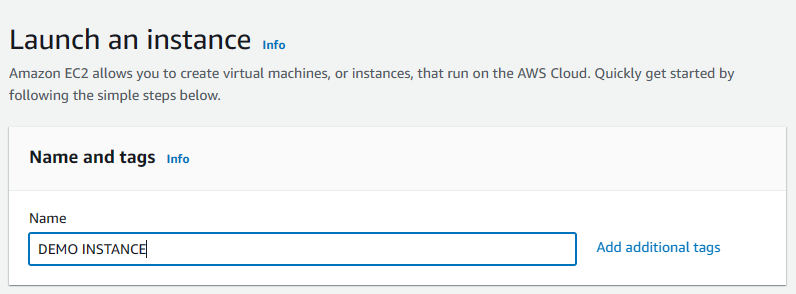 Launch an instance Info
Amazon EC2 allows you to create virtual machines, or instances, that run on the AWS Cloud. Quickly get started by
following the simple steps below.
Name and tags Info
Name
DEMO INSTANCE Add additional tags